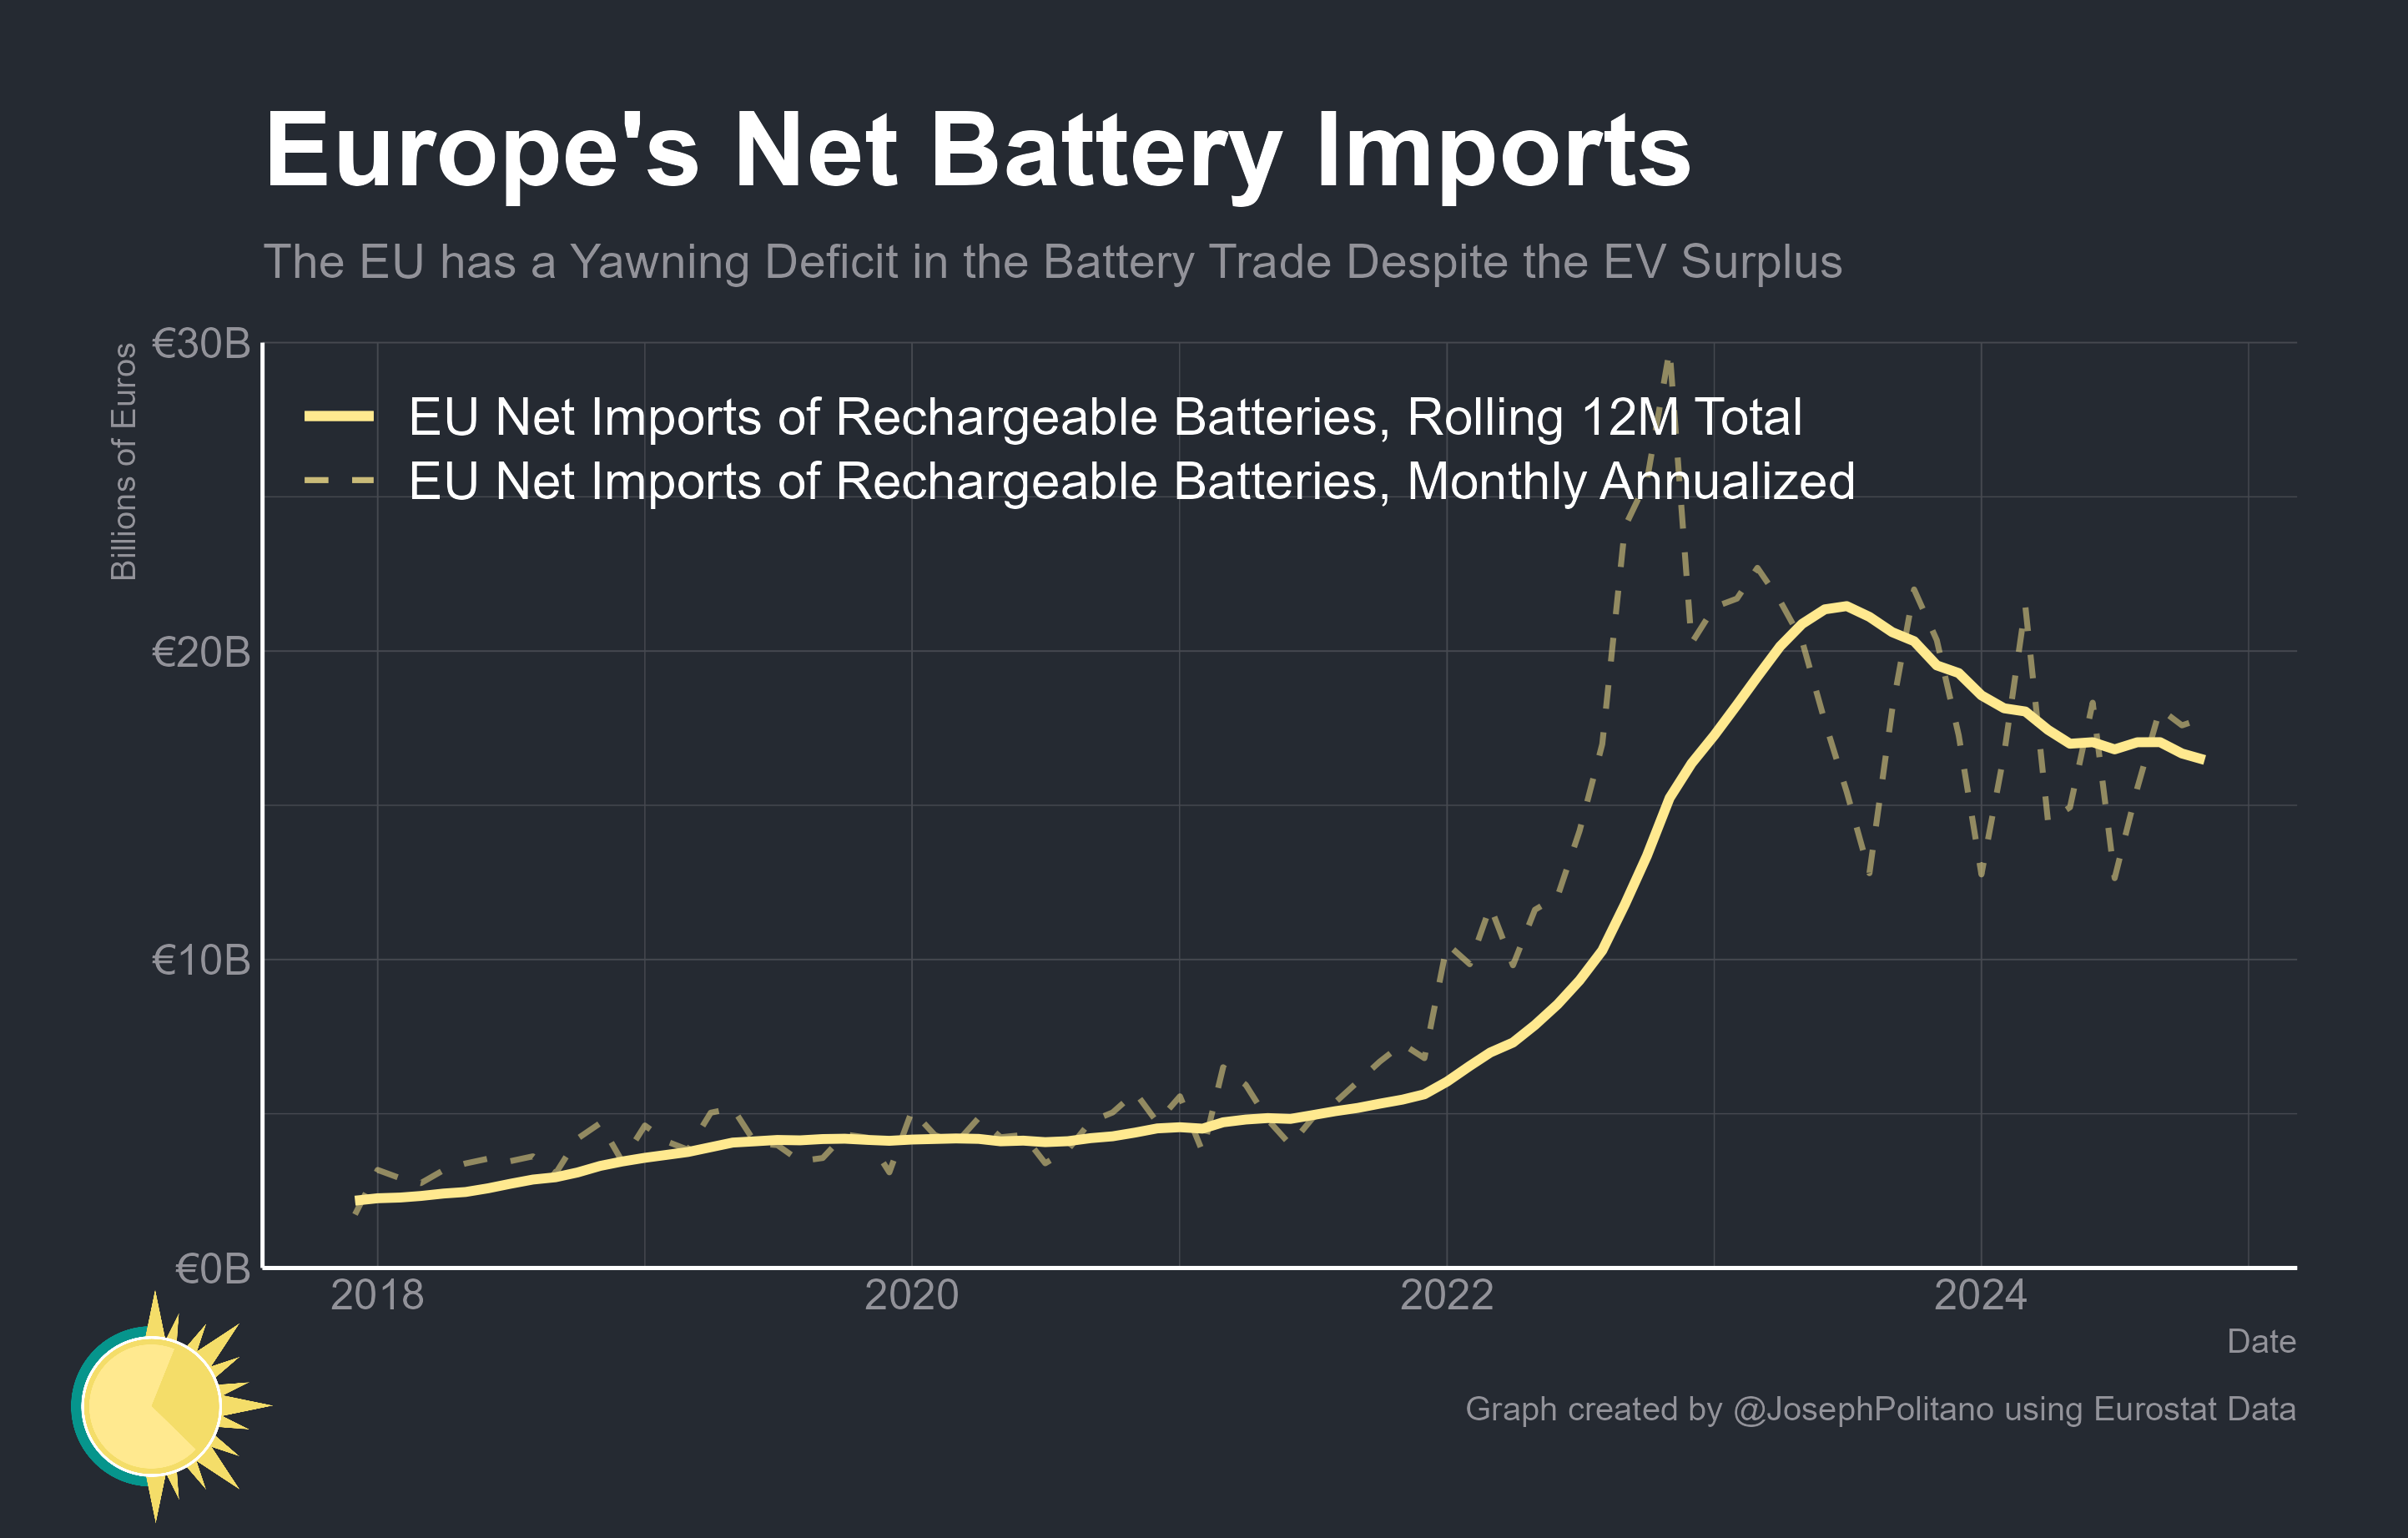 Europe's Net Battery Imports
The EU has a Yawning Deficit in the Battery Trade Despite the EV Surplus
Billions of Euros
€30B
€20B
€10B
€0B
EU Net Imports of Rechargeable Batteries, Rolling 12M Total
EU Net Imports of Rechargeable Batteries, Monthly Annualized
2018 2020 2022 2024
Date
Graph created by @JosephPolitano using Eurostat Data